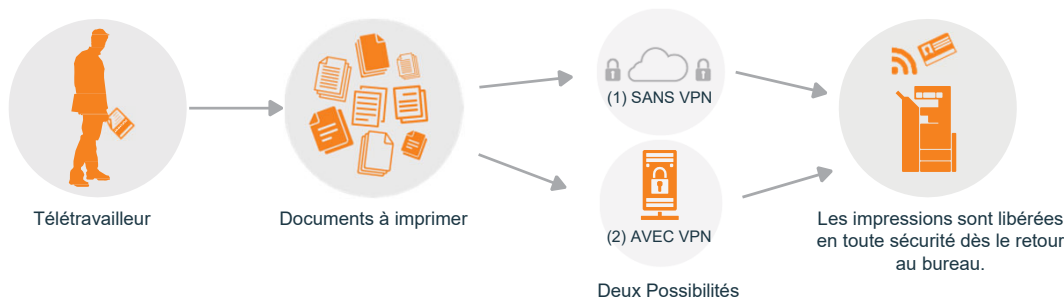 Télétravailleur
Documents à imprimer
(1) SANS VPN
(2) AVEC VPN
Deux Possibilités
Les impressions sont libérées
en toute sécurité dès le retour
au bureau.